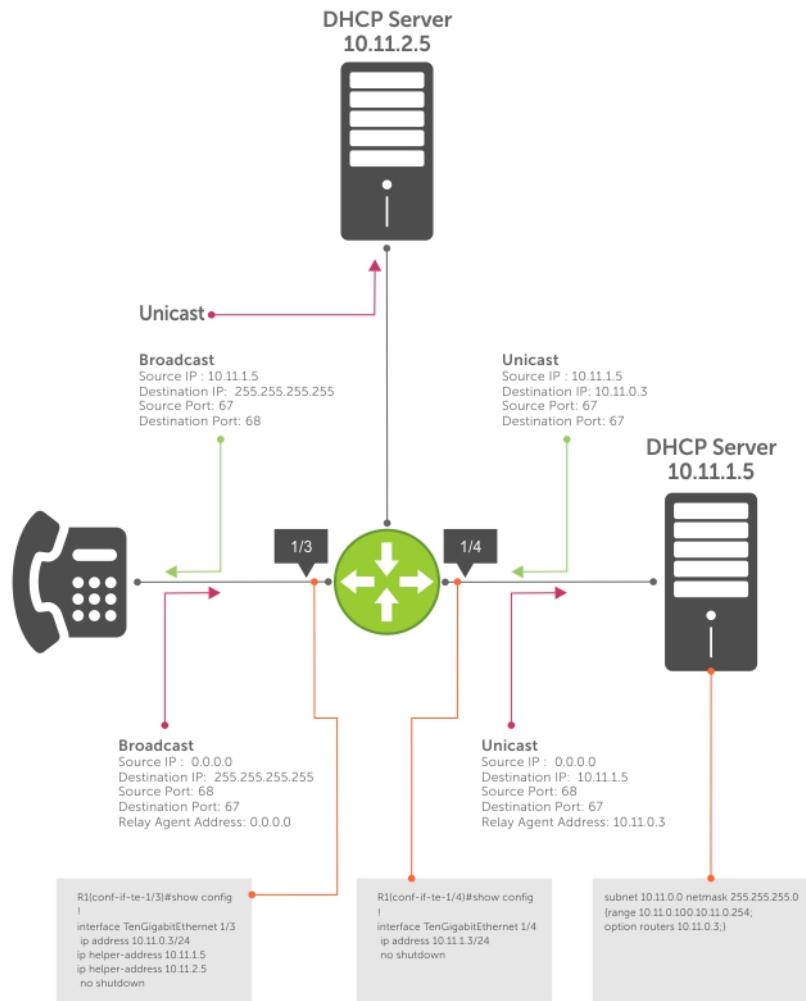 DHCP Server
10.11.2.5
Unicast
Broadcast
Source IP : 10.11.1.5
Destination IP: 255.255.255.255
Source Port: 67
Destination Port: 68
Unicast
Source IP : 10.11.1.5
Destination IP: 10.11.0.3
Source Port: 67
Destination Port: 67
DHCP Server
10.11.1.5
1/3
1/4
Broadcast
Source IP : 0.0.0.0
Destination IP: 255.255.255.255
Source Port: 68
Destination Port: 67
Relay Agent Address: 0.0.0.0
Unicast
Source IP : 0.0.0.0
Destination IP: 10.11.1.5
Source Port: 68
Destination Port: 67
Relay Agent Address: 10.11.0.3
R1(conf-if-te-1/3)#show config
!
interface TenGigabitEthernet 1/3
ip address 10.11.0.3/24
ip helper-address 10.11.1.5
ip helper-address 10.11.2.5
no shutdown
R1(conf-if-te-1/4)#show config
!
interface TenGigabitEthernet 1/4
ip address 10.11.1.3/24
no shutdown
subnet 10.11.0.0 netmask 255.255.255.0
{range 10.11.0.100.10.11.0.254;
option routers 10.11.0.3;}